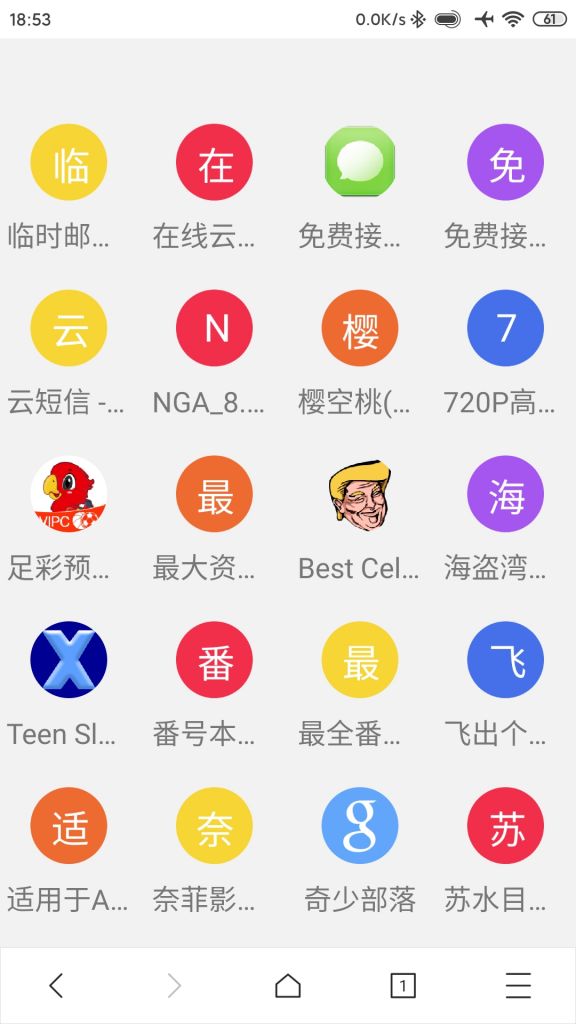 18:53
0.0K/s
61
临
在
免
临时邮...
在线云...
免费接...
免费接...
云
N
樱
7
云短信 -...
NGA_8....
樱空桃(...
720P高...
VIPC
最
海
足彩预...
最大资...
Best Cel...
海盗湾...
X
番
最
飞
Teen Sl...
番号本...
最全番...
飞出个...
适
奈
g
苏
适用于A...
奈菲影...
奇少部落
苏水目...
1